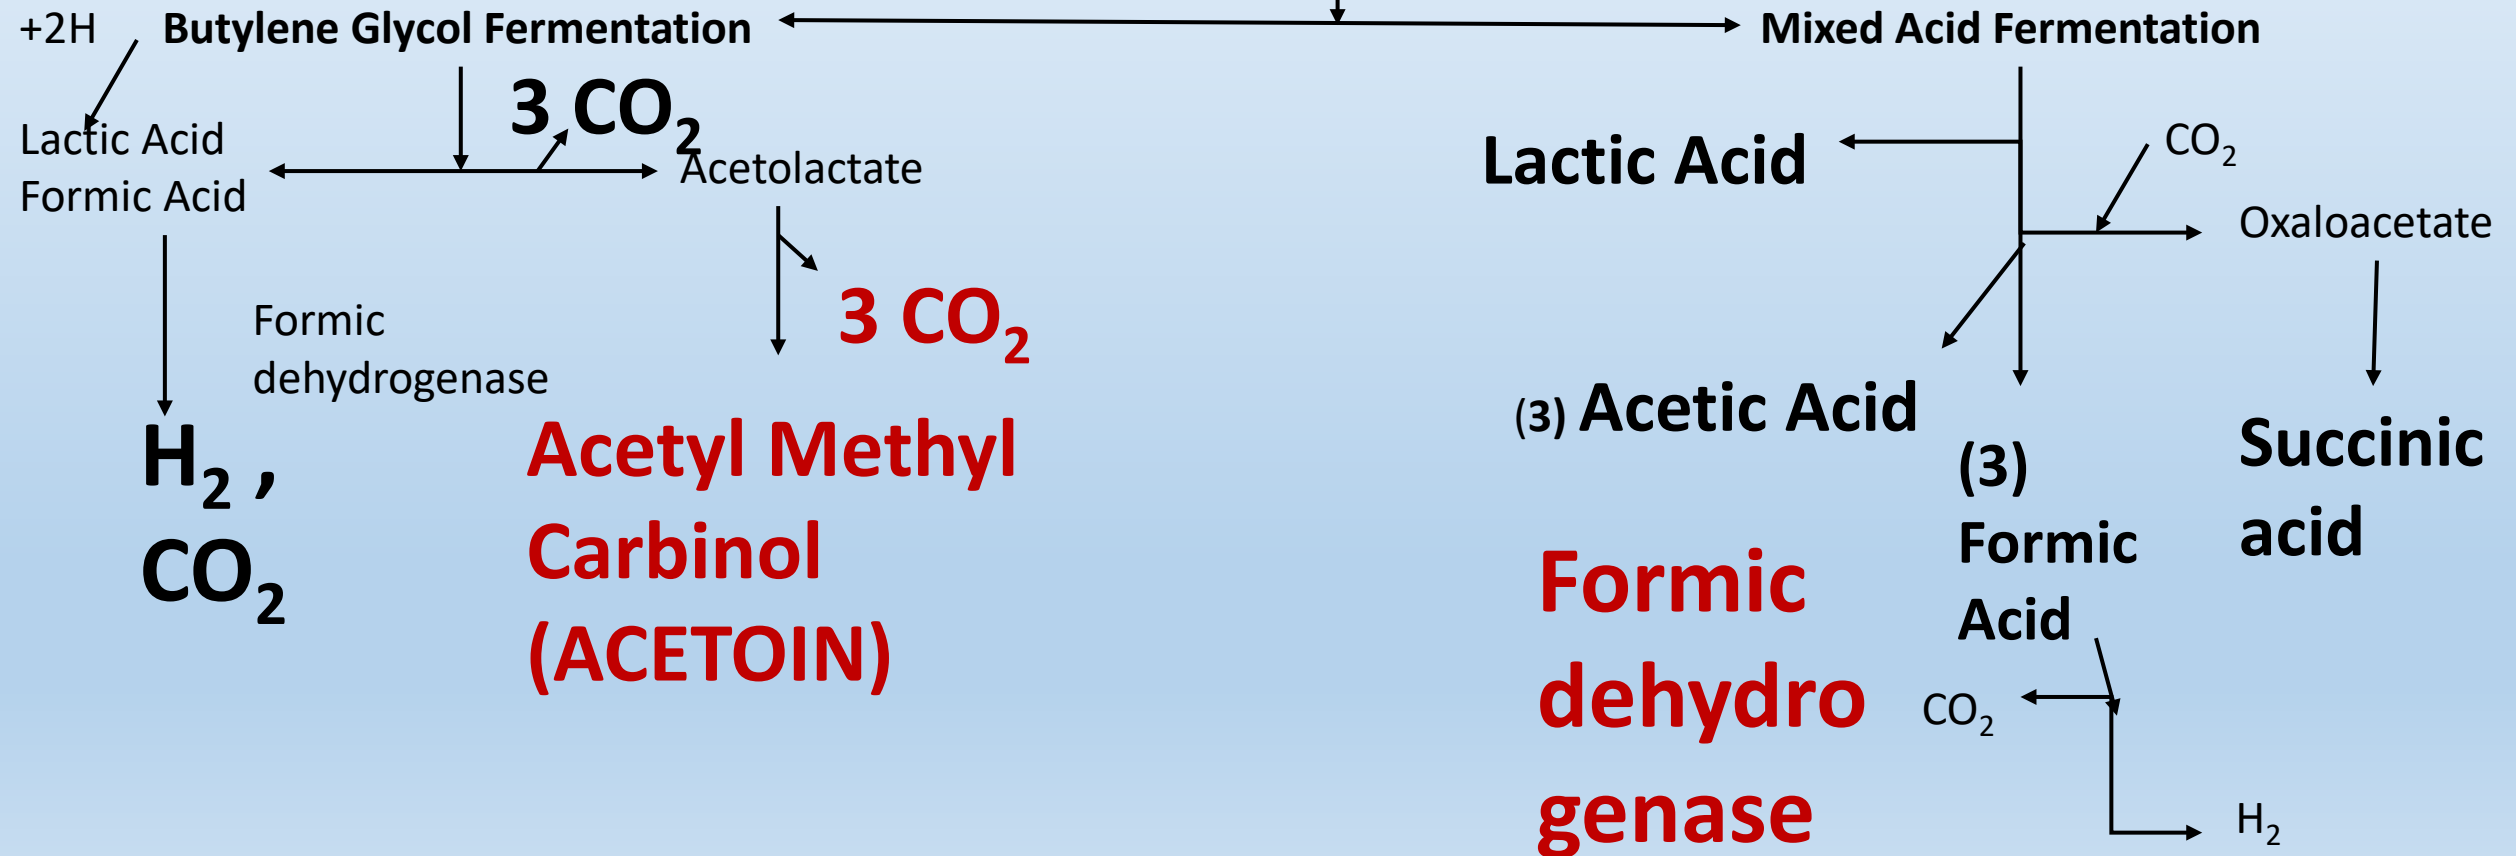 +2H
Butylene Glycol Fermentation
Mixed Acid Fermentation
3 CO₂
Lactic Acid
Formic Acid
Acetolactate
Lactic Acid
CO₂
Oxaloacetate
Formic
dehydrogenase
3 CO₂
H₂ ,
CO₂
Acetyl Methyl
Carbinol
(ACETOIN)
(3) Acetic Acid
(3)
Formic
Acid
Succinic
acid
Formic
dehydro
genase
CO₂
H₂